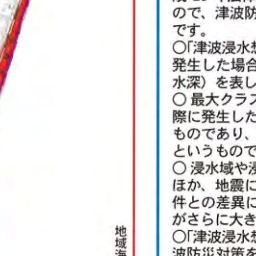 ので、津波防
です。
○「津波浸水想
発生した場合
水深）を表し
○ 最大クラス
際に発生した
ものであり、
というもので
○ 浸水域や浸
ほか、地震に
件との差異に
がさらに大き
○「津波浸水想
波防災対策を
地域海